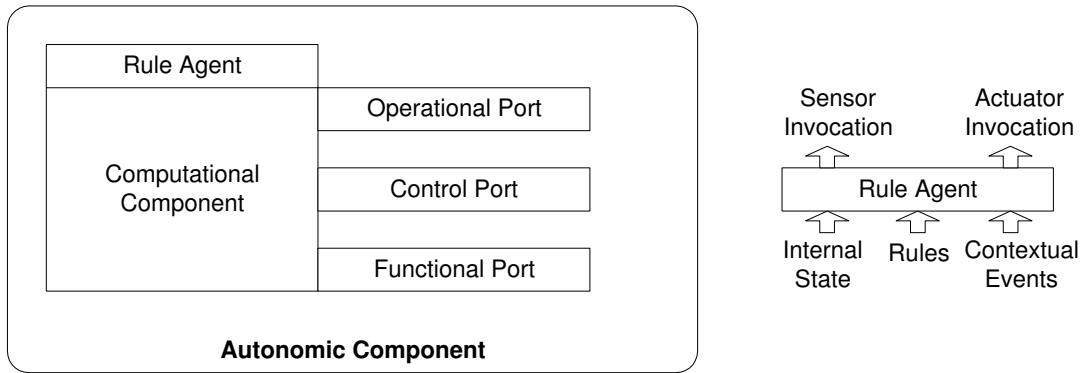 Rule Agent
Operational Port
Computational
Component
Control Port
Functional Port
Autonomic Component
Sensor
Invocation
Actuator
Invocation
Rule Agent
Internal
State
Rules
Contextual
Events